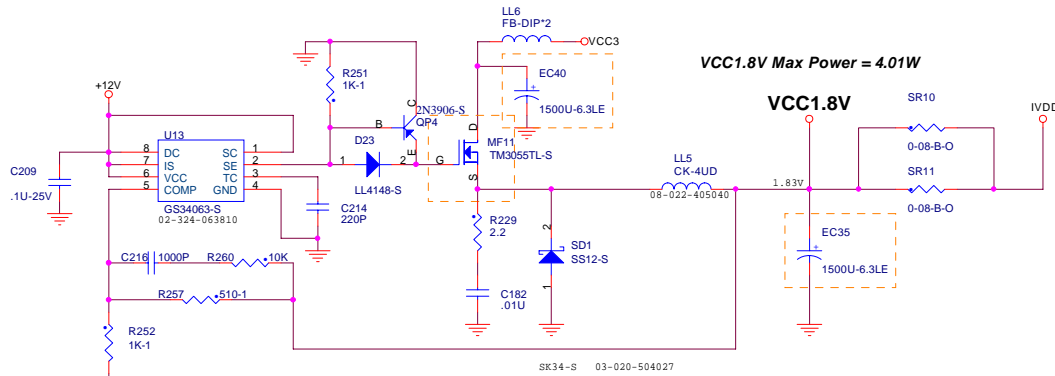 LL6
FB-DIP*2
VCC3
VCC1.8V Max Power = 4.01W
EC40
1500U-6.3LE
R251
1K-1
+12V
C
2N3906-S
QP4
B
E
VCC1.8V
SR10
0-08-B-O
IVDD
U13
8 DC SC 1
7 IS SE 2
6 VCC TC 3
5 COMP GND 4
GS34063-S
02-324-063810
C209
.1U-25V
D23
1 2
LL4148-S
D
G
S
MF11
TM3055TL-S
LL5
CK-4UD
08-022-405040
1.83V
SR11
0-08-B-O
C214
220P
R229
2.2
2
SD1
SS12-S
1
EC35
1500U-6.3LE
C216 1000P R260 10K
R257 510-1
C182
.01U
R252
1K-1
SK34-S 03-020-504027